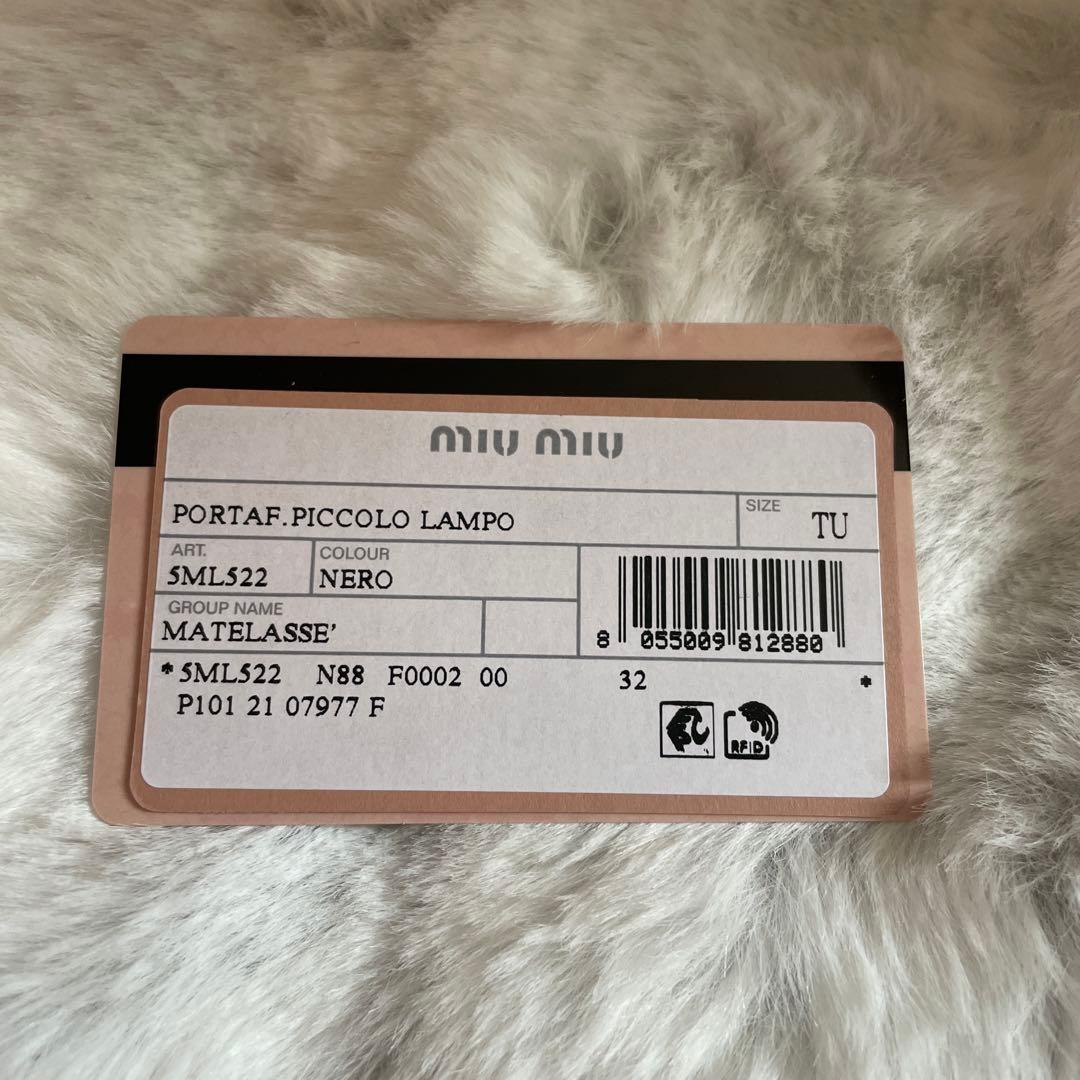 miu miu
PORTAF.PICCOLO LAMPO
SIZE
TU
ART.
5ML522
COLOUR
NERO
GROUP NAME
MATELASSE'
8 055009 812880
*5ML522 N88 F0002 00 32 *
P101 21 07977 F
RFID